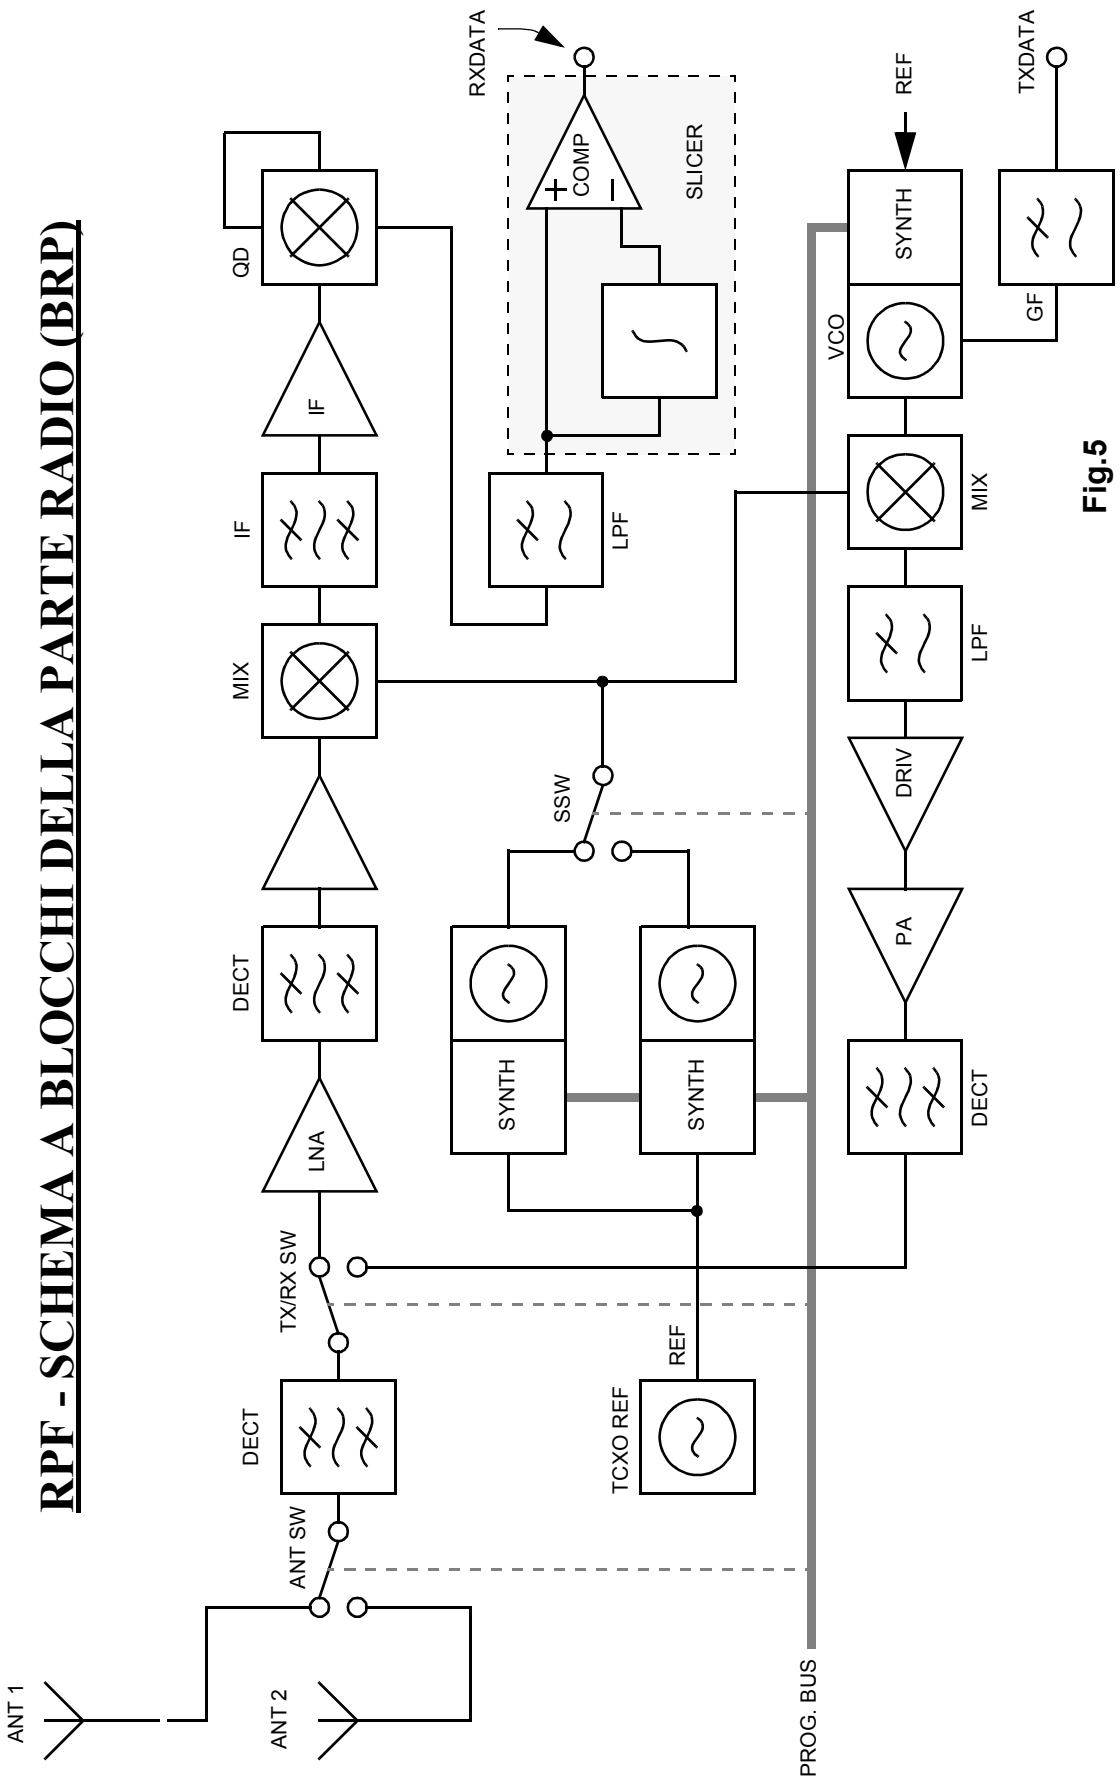 RPF - SCHEMA A BLOCCHI DELLA PARTE RADIO (BRP)
ANT 1
ANT 2
ANT SW
DECT
TX/RX SW
LNA
DECT
MIX
IF
IF
QD
RXDATA
COMP
+
−
SLICER
LPF
SSW
SYNTH
SYNTH
REF
TCXO REF
PROG. BUS
DECT
PA
DRIV
LPF
MIX
VCO
SYNTH
REF
GF
TXDATA
Fig.5